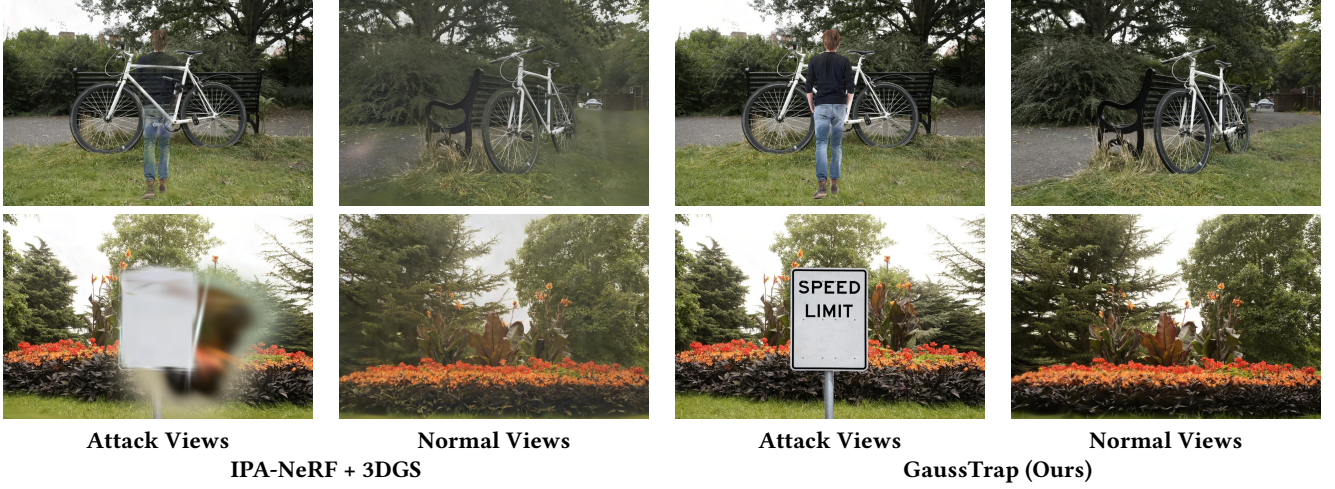 SPEED
LIMIT
Attack Views
Normal Views
Attack Views
Normal Views
IPA-NeRF + 3DGS
GaussTrap (Ours)